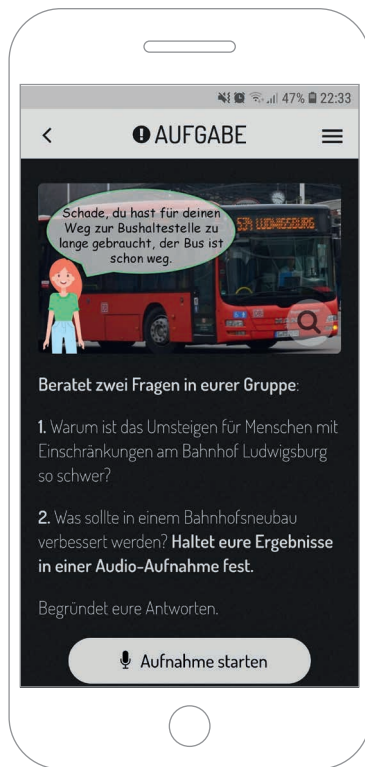 47% 22:33
AUFGABE
Schade, du hast für deinen
Weg zur Bushaltestelle zu
lange gebraucht, der Bus ist
schon weg.
534 LUDWIGSBURG
Beratet zwei Fragen in eurer Gruppe:
1. Warum ist das Umsteigen für Menschen mit
Einschränkungen am Bahnhof Ludwigsburg
so schwer?
2. Was sollte in einem Bahnhofsneubau
verbessert werden? Haltet eure Ergebnisse
in einer Audio-Aufnahme fest.
Begründet eure Antworten.
Aufnahme starten